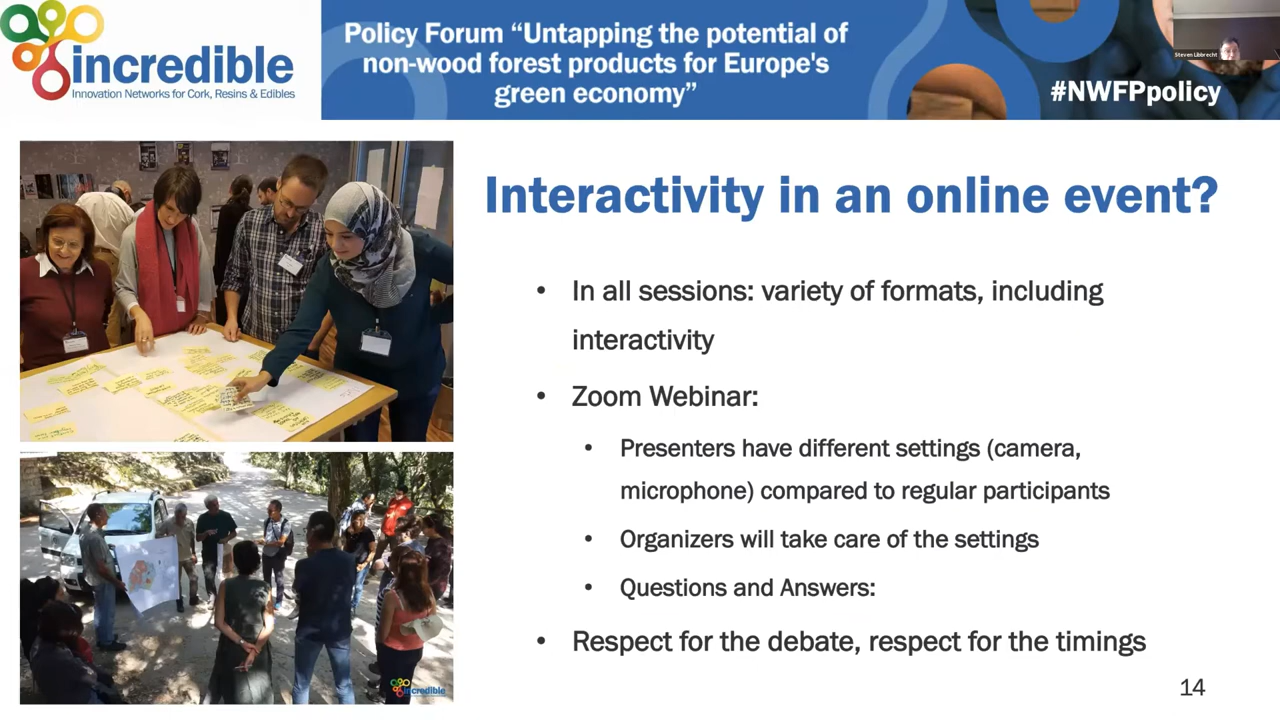 incredible
Innovation Networks for Cork, Resins & Edibles
Policy Forum “Untapping the potential of
non-wood forest products for Europe's
green economy”
#NWFPpolicy
Steven Libbrecht
Interactivity in an online event?
• In all sessions: variety of formats, including
interactivity
• Zoom Webinar:
• Presenters have different settings (camera,
microphone) compared to regular participants
• Organizers will take care of the settings
• Questions and Answers:
• Respect for the debate, respect for the timings
incredible
14